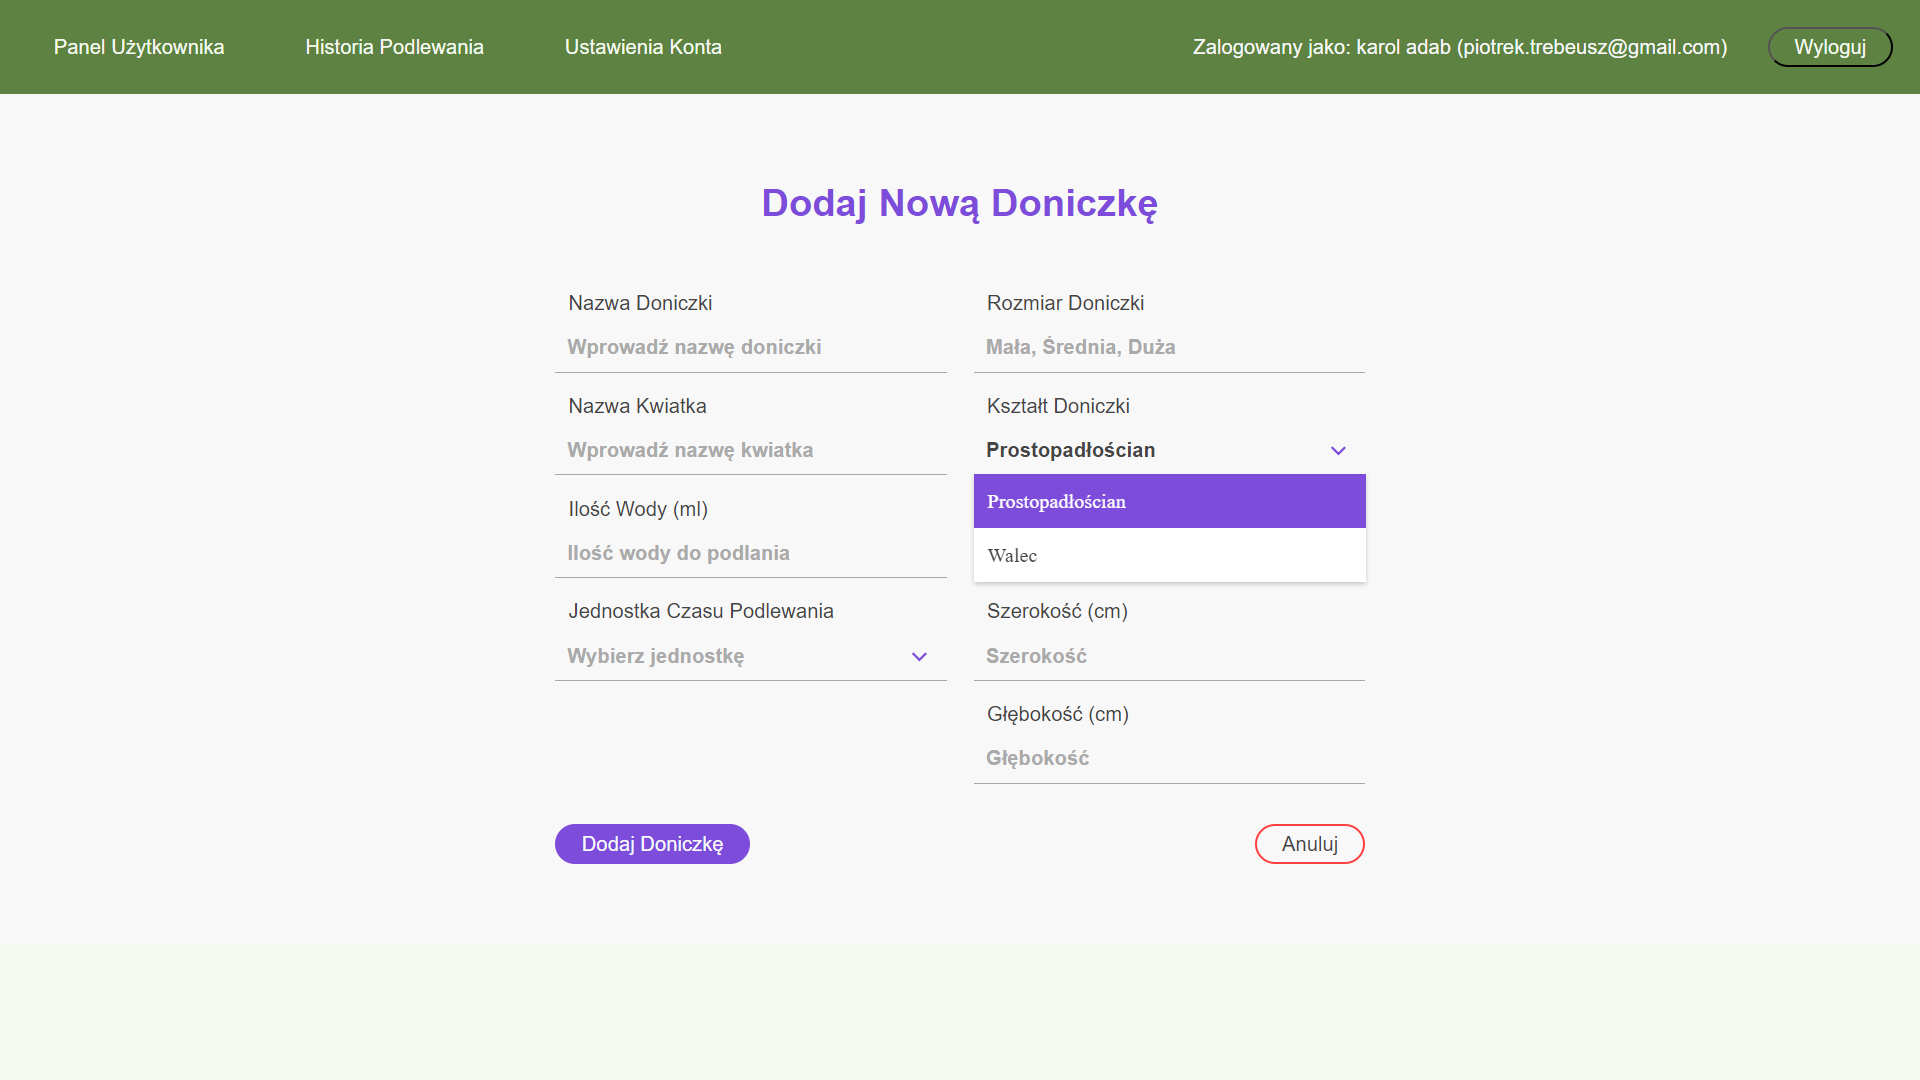 Panel Użytkownika
Historia Podlewania
Ustawienia Konta
Zalogowany jako: karol adab (piotrek.trebeusz@gmail.com)
Wyloguj
Dodaj Nową Doniczkę
Nazwa Doniczki
Wprowadź nazwę doniczki
Nazwa Kwiatka
Wprowadź nazwę kwiatka
Ilość Wody (ml)
Ilość wody do podlania
Jednostka Czasu Podlewania
Wybierz jednostkę
Rozmiar Doniczki
Mała, Średnia, Duża
Kształt Doniczki
Prostopadłościan
Prostopadłościan
Walec
Szerokość (cm)
Szerokość
Głębokość (cm)
Głębokość
Dodaj Doniczkę
Anuluj